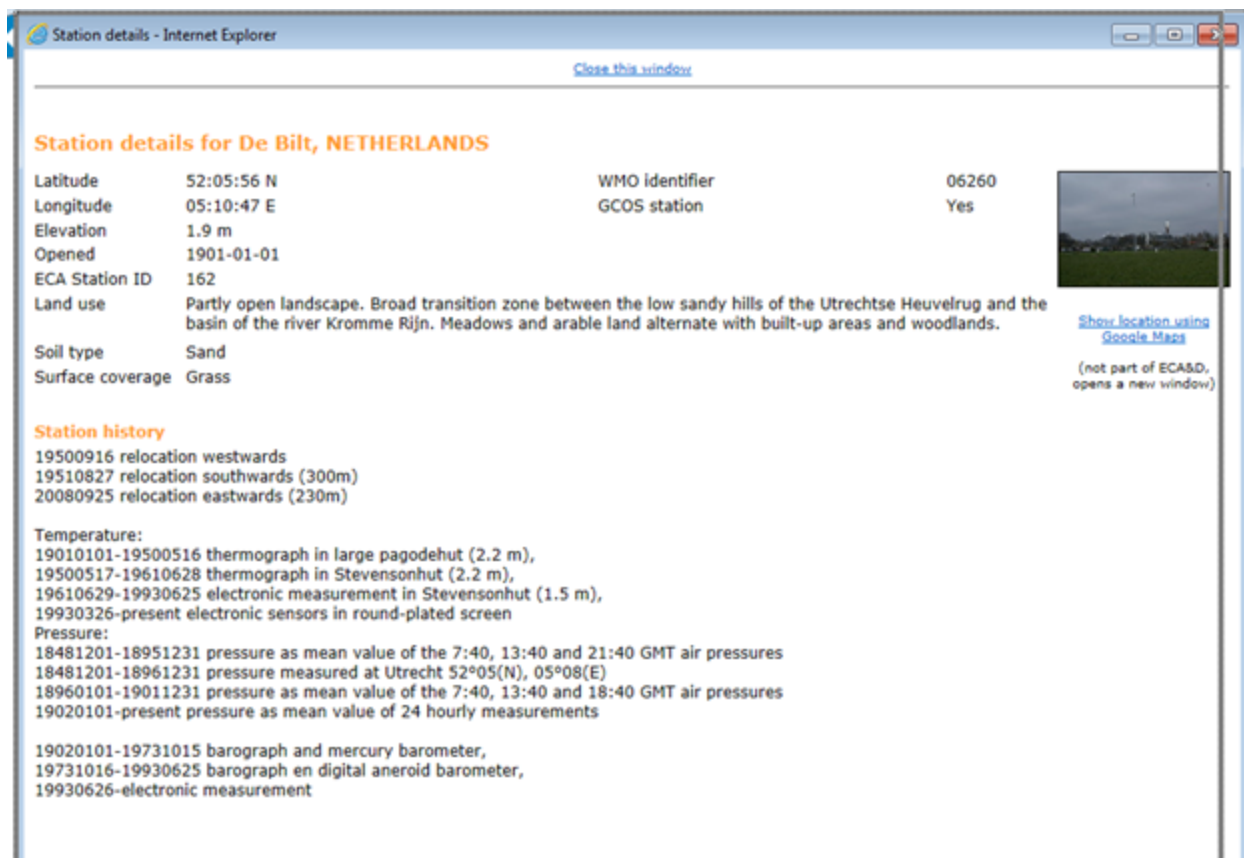 Station details - Internet Explorer
Close this window
Station details for De Bilt, NETHERLANDS
Latitude 52:05:56 N WMO identifier 06260
Longitude 05:10:47 E GCOS station Yes
Elevation 1.9 m
Opened 1901-01-01
ECA Station ID 162
Land use Partly open landscape. Broad transition zone between the low sandy hills of the Utrechtse Heuvelrug and the
basin of the river Kromme Rijn. Meadows and arable land alternate with built-up areas and woodlands.
Soil type Sand
Surface coverage Grass
Show location using
Google Maps
(not part of ECA&D,
opens a new window)
Station history
19500916 relocation westwards
19510827 relocation southwards (300m)
20080925 relocation eastwards (230m)
Temperature:
19010101-19500516 thermograph in large pagodehut (2.2 m),
19500517-19610628 thermograph in Stevensonhut (2.2 m),
19610629-19930625 electronic measurement in Stevensonhut (1.5 m),
19930326-present electronic sensors in round-plated screen
Pressure:
18481201-18951231 pressure as mean value of the 7:40, 13:40 and 21:40 GMT air pressures
18481201-18961231 pressure measured at Utrecht 52º05(N), 05º08(E)
18960101-19011231 pressure as mean value of the 7:40, 13:40 and 18:40 GMT air pressures
19020101-present pressure as mean value of 24 hourly measurements
19020101-19731015 barograph and mercury barometer,
19731016-19930625 barograph en digital aneroid barometer,
19930626-electronic measurement